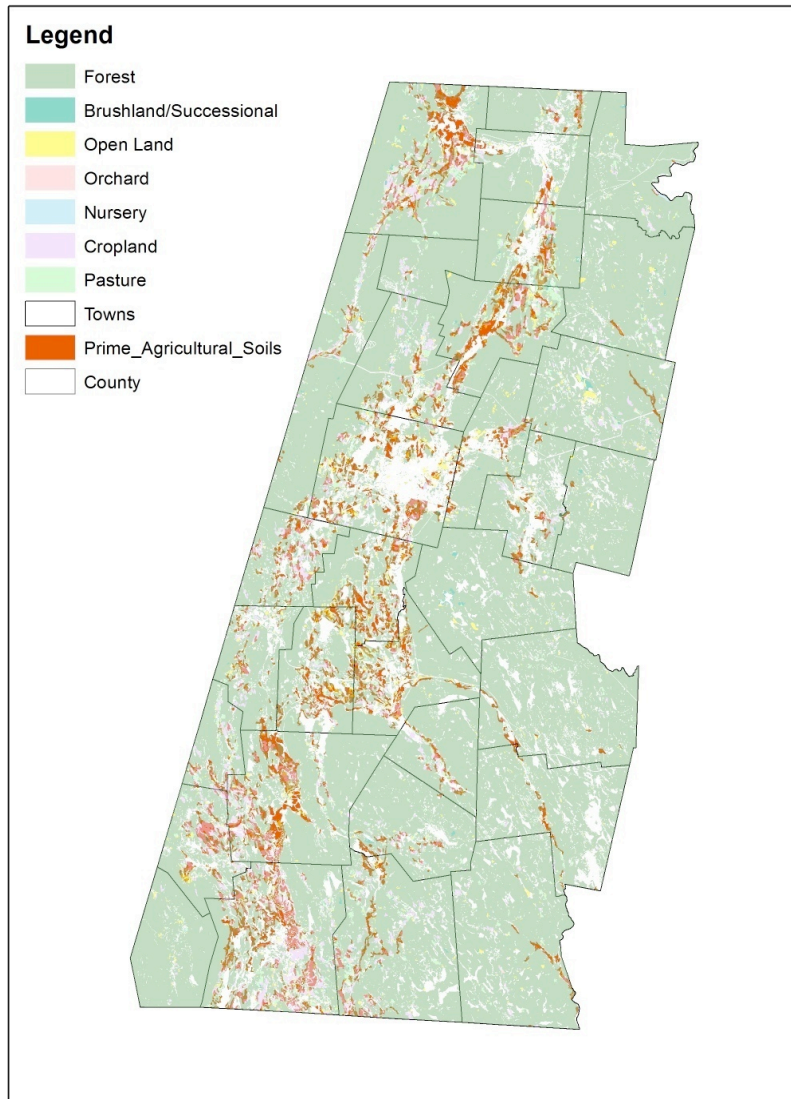 Legend
Forest
Brushland/Successional
Open Land
Orchard
Nursery
Cropland
Pasture
Towns
Prime_Agricultural_Soils
County